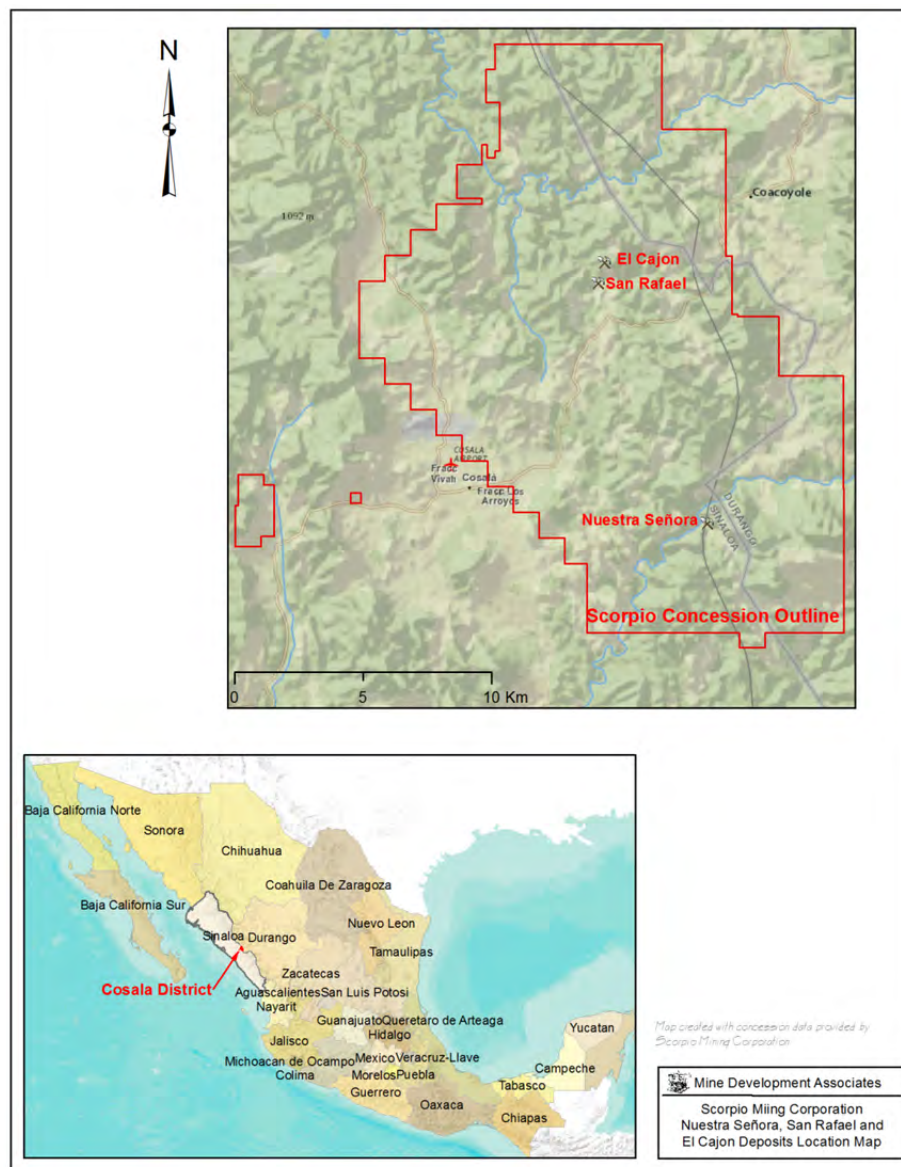 N
Coacoyole
1092 m
El Cajon
San Rafael
COSALA
AIRPORT
Fracc
Vivah
Cosalá
Fracc Los
Arroyos
Nuestra Señora
DURANGO
SINALOA
Scorpio Concession Outline
0 5 10 Km
Baja California Norte
Sonora
Chihuahua
Coahuila De Zaragoza
Baja California Sur
Nuevo Leon
Sinaloa
Durango
Tamaulipas
Zacatecas
Cosala District
Aguascalientes
San Luis Potosi
Nayarit
Guanajuato
Queretaro de Arteaga
Hidalgo
Yucatan
Jalisco
Michoacan de Ocampo
Mexico
Veracruz-Llave
Campeche
Colima
Morelos
Puebla
Tabasco
Guerrero
Oaxaca
Chiapas
Map created with concession data provided by
Scorpio Mining Corporation
Mine Development Associates
Scorpio Miing Corporation
Nuestra Señora, San Rafael and
El Cajon Deposits Location Map